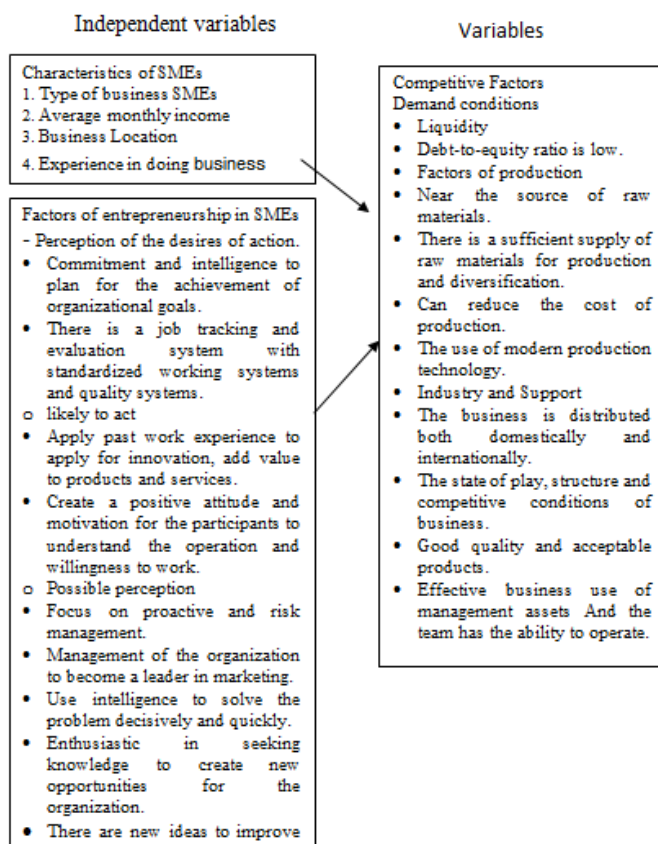 Independent variables
Characteristics of SMEs
1. Type of business SMEs
2. Average monthly income
3. Business Location
4. Experience in doing business
Factors of entrepreneurship in SMEs
- Perception of the desires of action.
• Commitment and intelligence to
plan for the achievement of
organizational goals.
• There is a job tracking and
evaluation system with
standardized working systems
and quality systems.
o likely to act
• Apply past work experience to
apply for innovation, add value
to products and services.
• Create a positive attitude and
motivation for the participants to
understand the operation and
willingness to work.
o Possible perception
• Focus on proactive and risk
management.
• Management of the organization
to become a leader in marketing.
• Use intelligence to solve the
problem decisively and quickly.
• Enthusiastic in seeking
knowledge to create new
opportunities for the
organization.
• There are new ideas to improve
Variables
Competitive Factors
Demand conditions
• Liquidity
• Debt-to-equity ratio is low.
• Factors of production
• Near the source of raw
materials.
• There is a sufficient supply of
raw materials for production
and diversification.
• Can reduce the cost of
production.
• The use of modern production
technology.
• Industry and Support
• The business is distributed
both domestically and
internationally.
• The state of play, structure and
competitive conditions of
business.
• Good quality and acceptable
products.
• Effective business use of
management assets And the
team has the ability to operate.